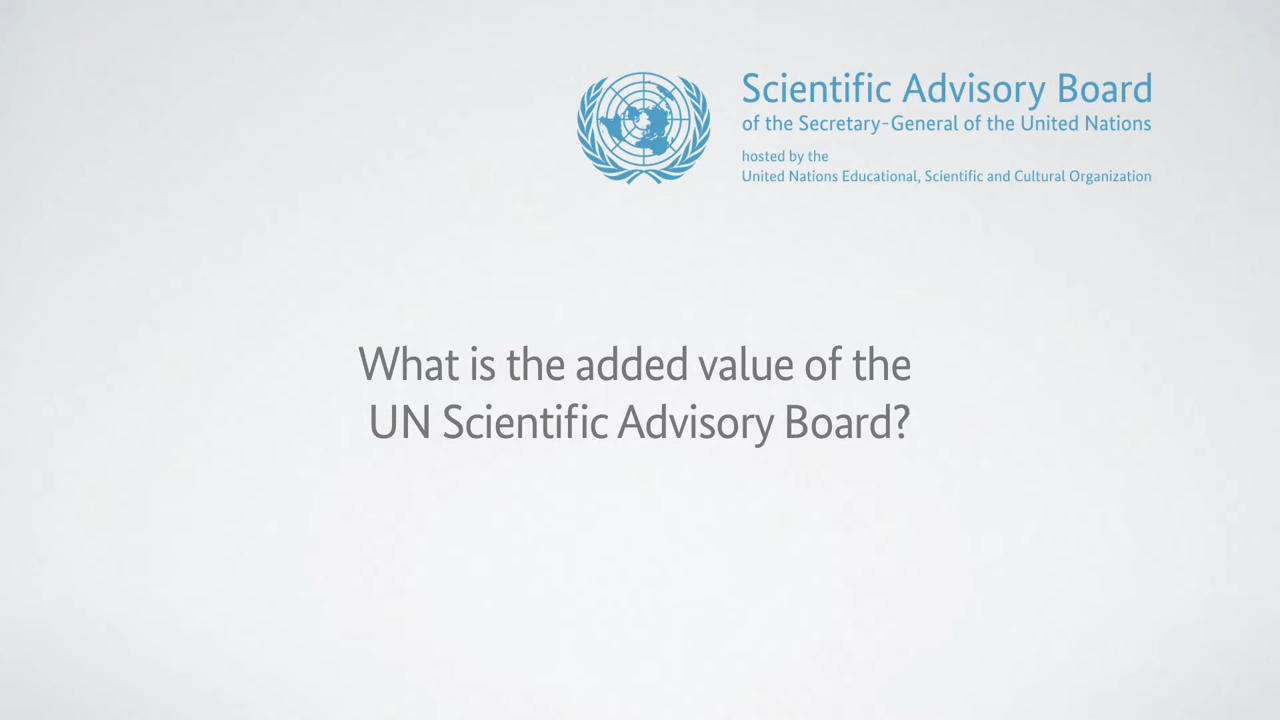 Scientific Advisory Board
of the Secretary-General of the United Nations
hosted by the
United Nations Educational, Scientific and Cultural Organization
What is the added value of the
UN Scientific Advisory Board?